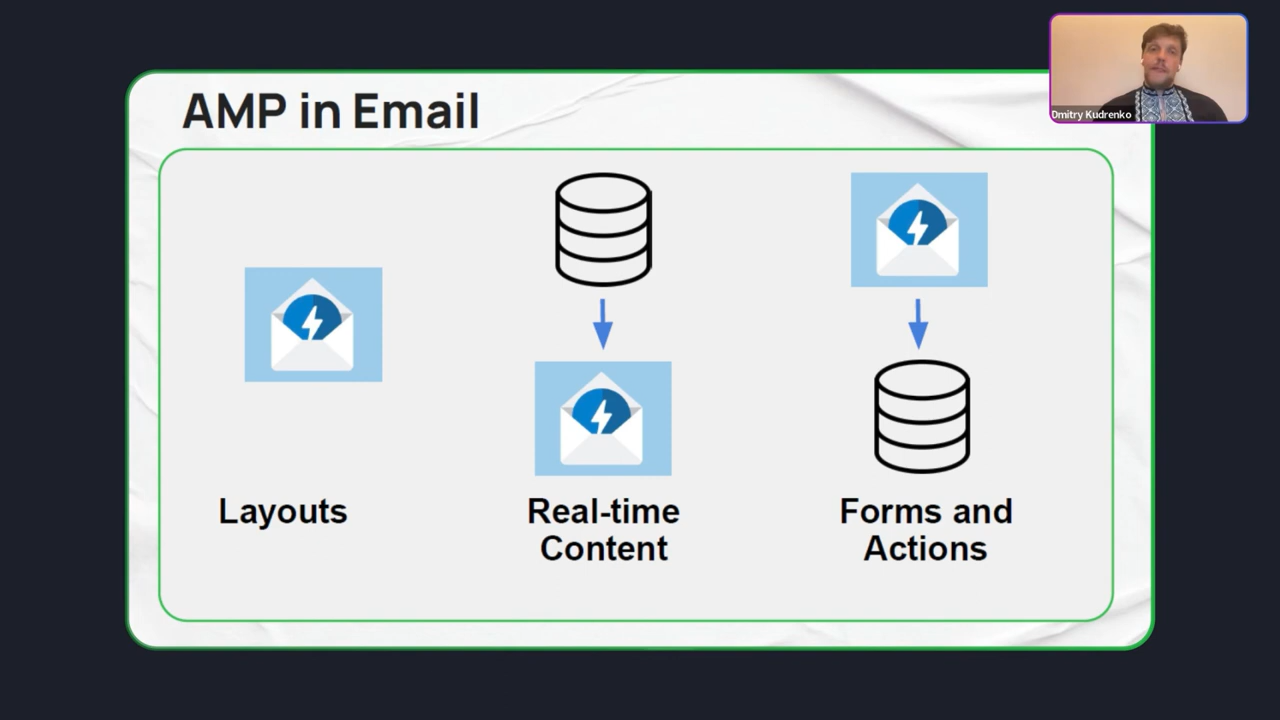 AMP in Email
Dmitry Kudrenko
Layouts
Real-time
Content
Forms and
Actions